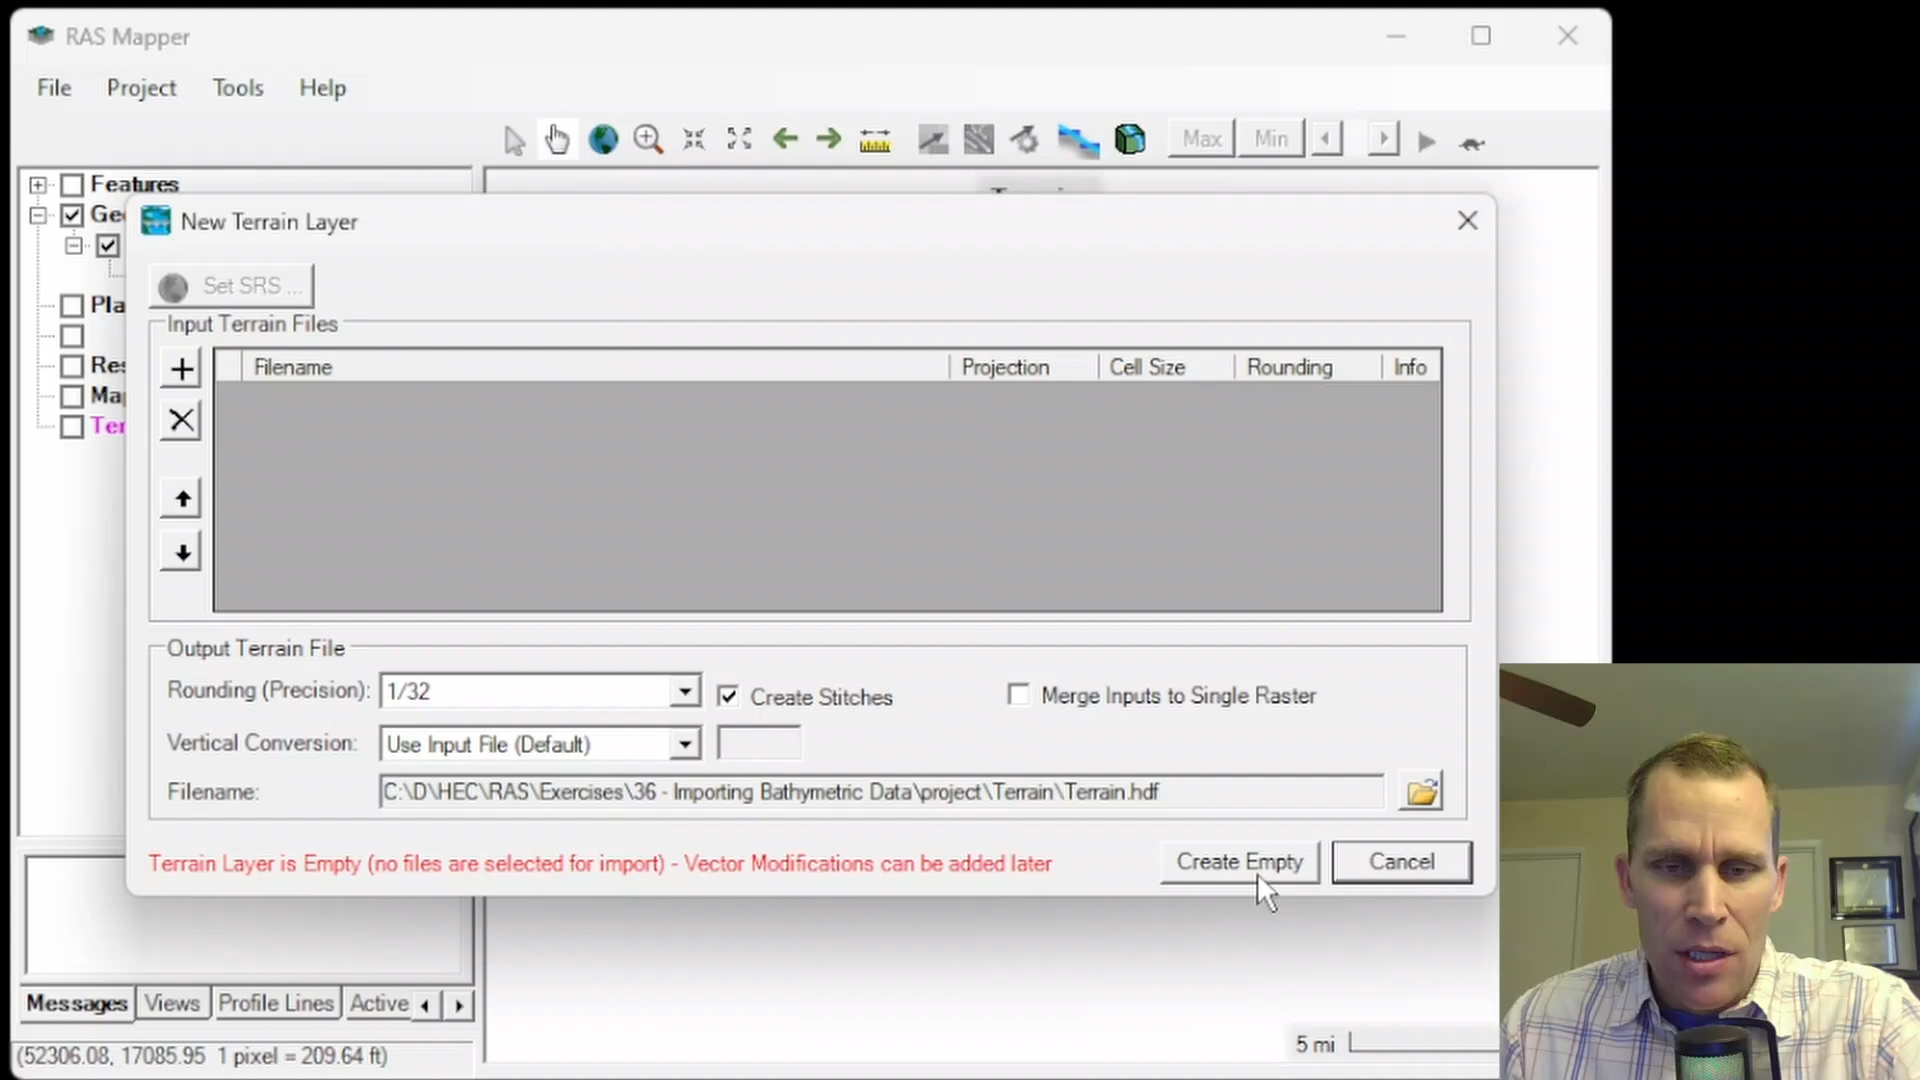 RAS Mapper
File Project Tools Help
Max Min
Features
Ge
Pla
Res
Ma
Ter
New Terrain Layer
Set SRS ...
Input Terrain Files
Filename Projection Cell Size Rounding Info
Output Terrain File
Rounding (Precision): 1/32 Create Stitches Merge Inputs to Single Raster
Vertical Conversion: Use Input File (Default)
Filename: C:\D\HEC\RAS\Exercises\36 - Importing Bathymetric Data\project\Terrain\Terrain.hdf
Terrain Layer is Empty (no files are selected for import) - Vector Modifications can be added later Create Empty Cancel
Messages Views Profile Lines Active
(52306.08, 17085.95 1 pixel = 209.64 ft)
5 mi